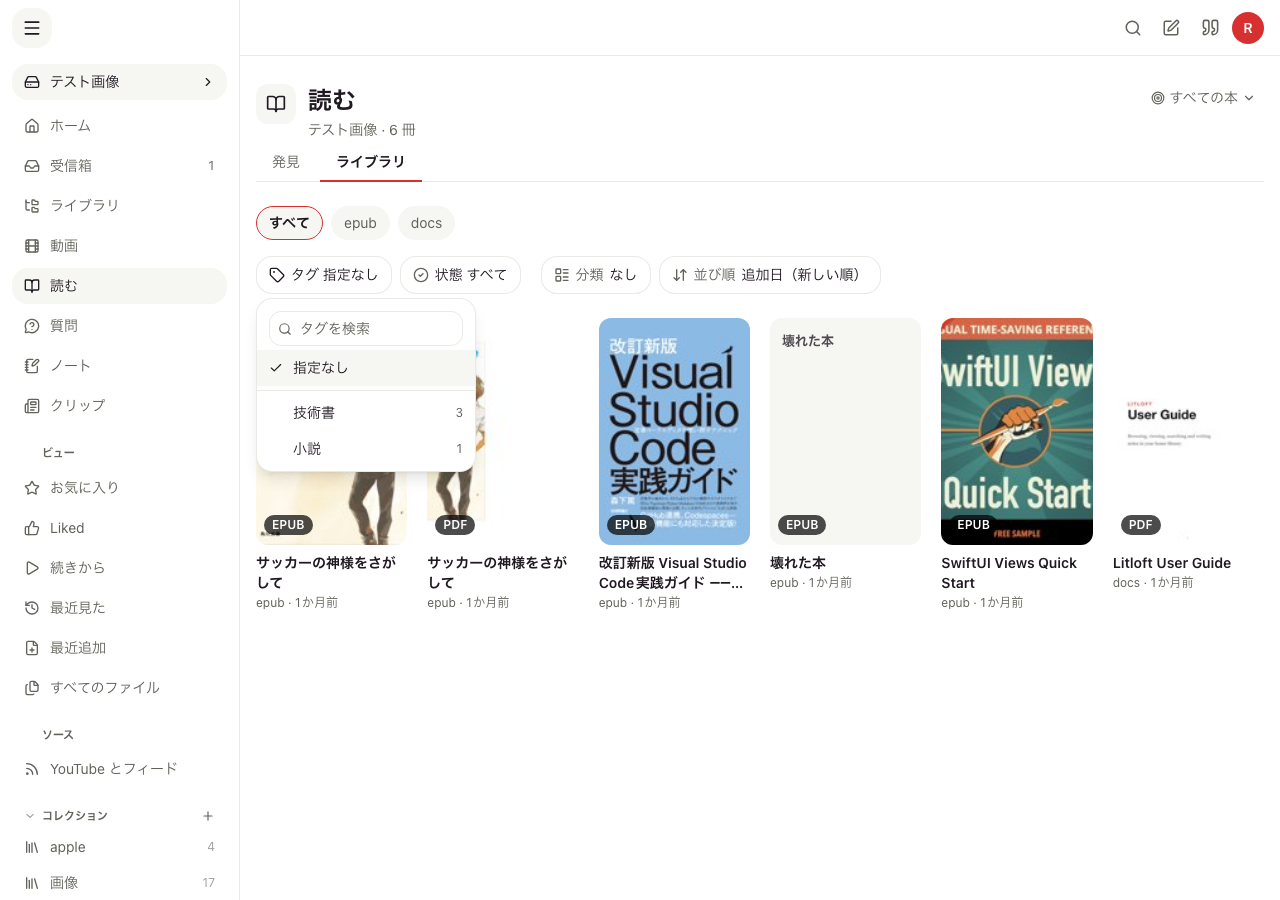 テスト画像
ホーム
受信箱 1
ライブラリ
動画
読む
質問
ノート
クリップ
ビュー
お気に入り
Liked
続きから
最近見た
最近追加
すべてのファイル
ソース
YouTube とフィード
コレクション
apple 4
画像 17
R
読む
テスト画像 · 6 冊
すべての本
発見 ライブラリ
すべて epub docs
タグ 指定なし 状態 すべて 分類 なし 並び順 追加日（新しい順）
タグを検索
指定なし
技術書 3
小説 1
EPUB
サッカーの神様をさが
して
epub · 1か月前
PDF
サッカーの神様をさが
して
epub · 1か月前
改訂新版
Visual
Studio
Code
実践ガイド
森下篤
EPUB
改訂新版 Visual Studio
Code実践ガイド ——...
epub · 1か月前
壊れた本
EPUB
壊れた本
epub · 1か月前
UAL TIME-SAVING REFEREN
wiftUI View
Quick Start
FREE SAMPLE
EPUB
SwiftUI Views Quick
Start
epub · 1か月前
LITLOFT
User Guide
PDF
Litloft User Guide
docs · 1か月前